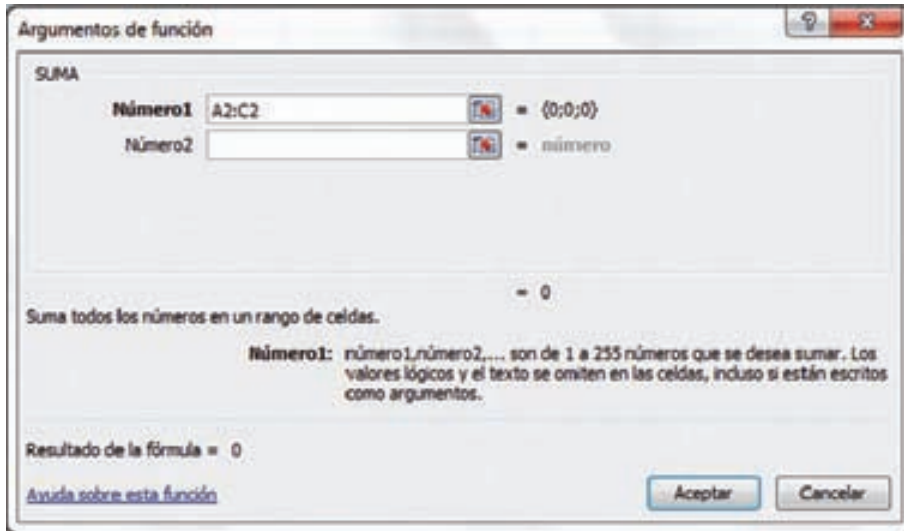 Argumentos de función
SUMA
Número1 A2:C2 = {0;0;0}
Número2 = número
= 0
Suma todos los números en un rango de celdas.
Número1: número1,número2,... son de 1 a 255 números que se desea sumar. Los
valores lógicos y el texto se omiten en las celdas, incluso si están escritos
como argumentos.
Resultado de la fórmula = 0
Ayuda sobre esta función Aceptar Cancelar